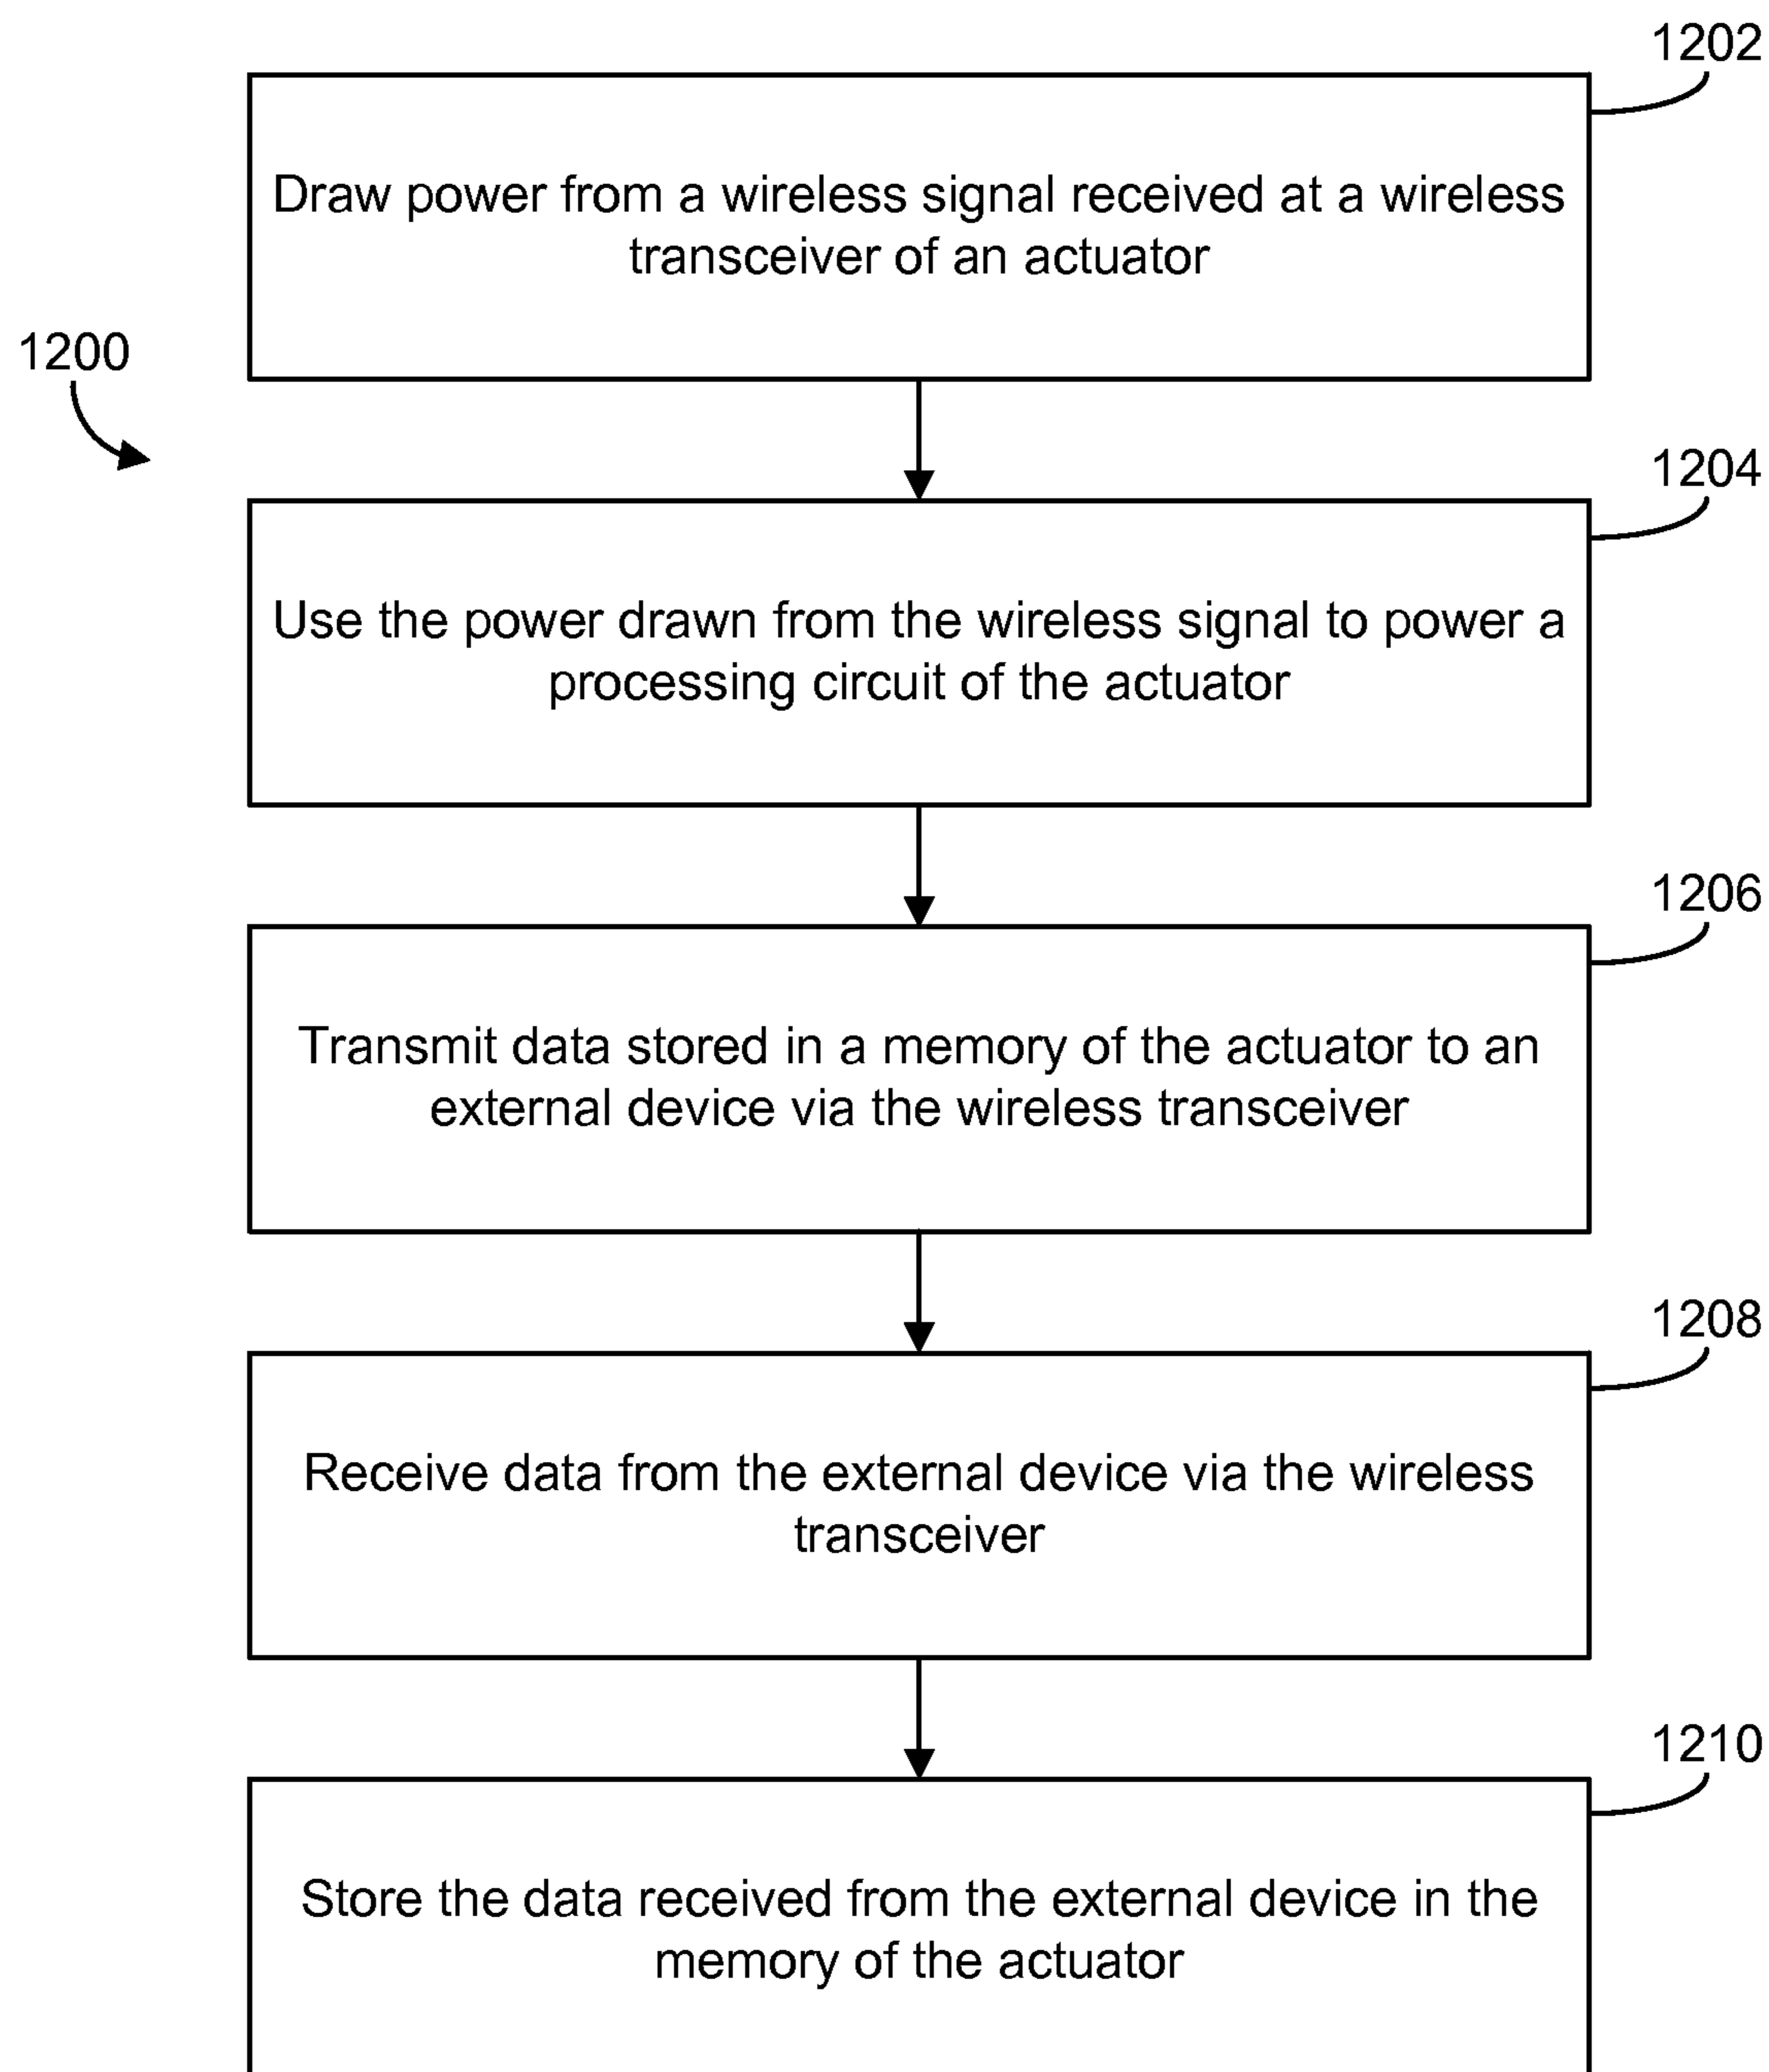 1202
Draw power from a wireless signal received at a wireless
transceiver of an actuator
1200
1204
Use the power drawn from the wireless signal to power a
processing circuit of the actuator
1206
Transmit data stored in a memory of the actuator to an
external device via the wireless transceiver
1208
Receive data from the external device via the wireless
transceiver
1210
Store the data received from the external device in the
memory of the actuator